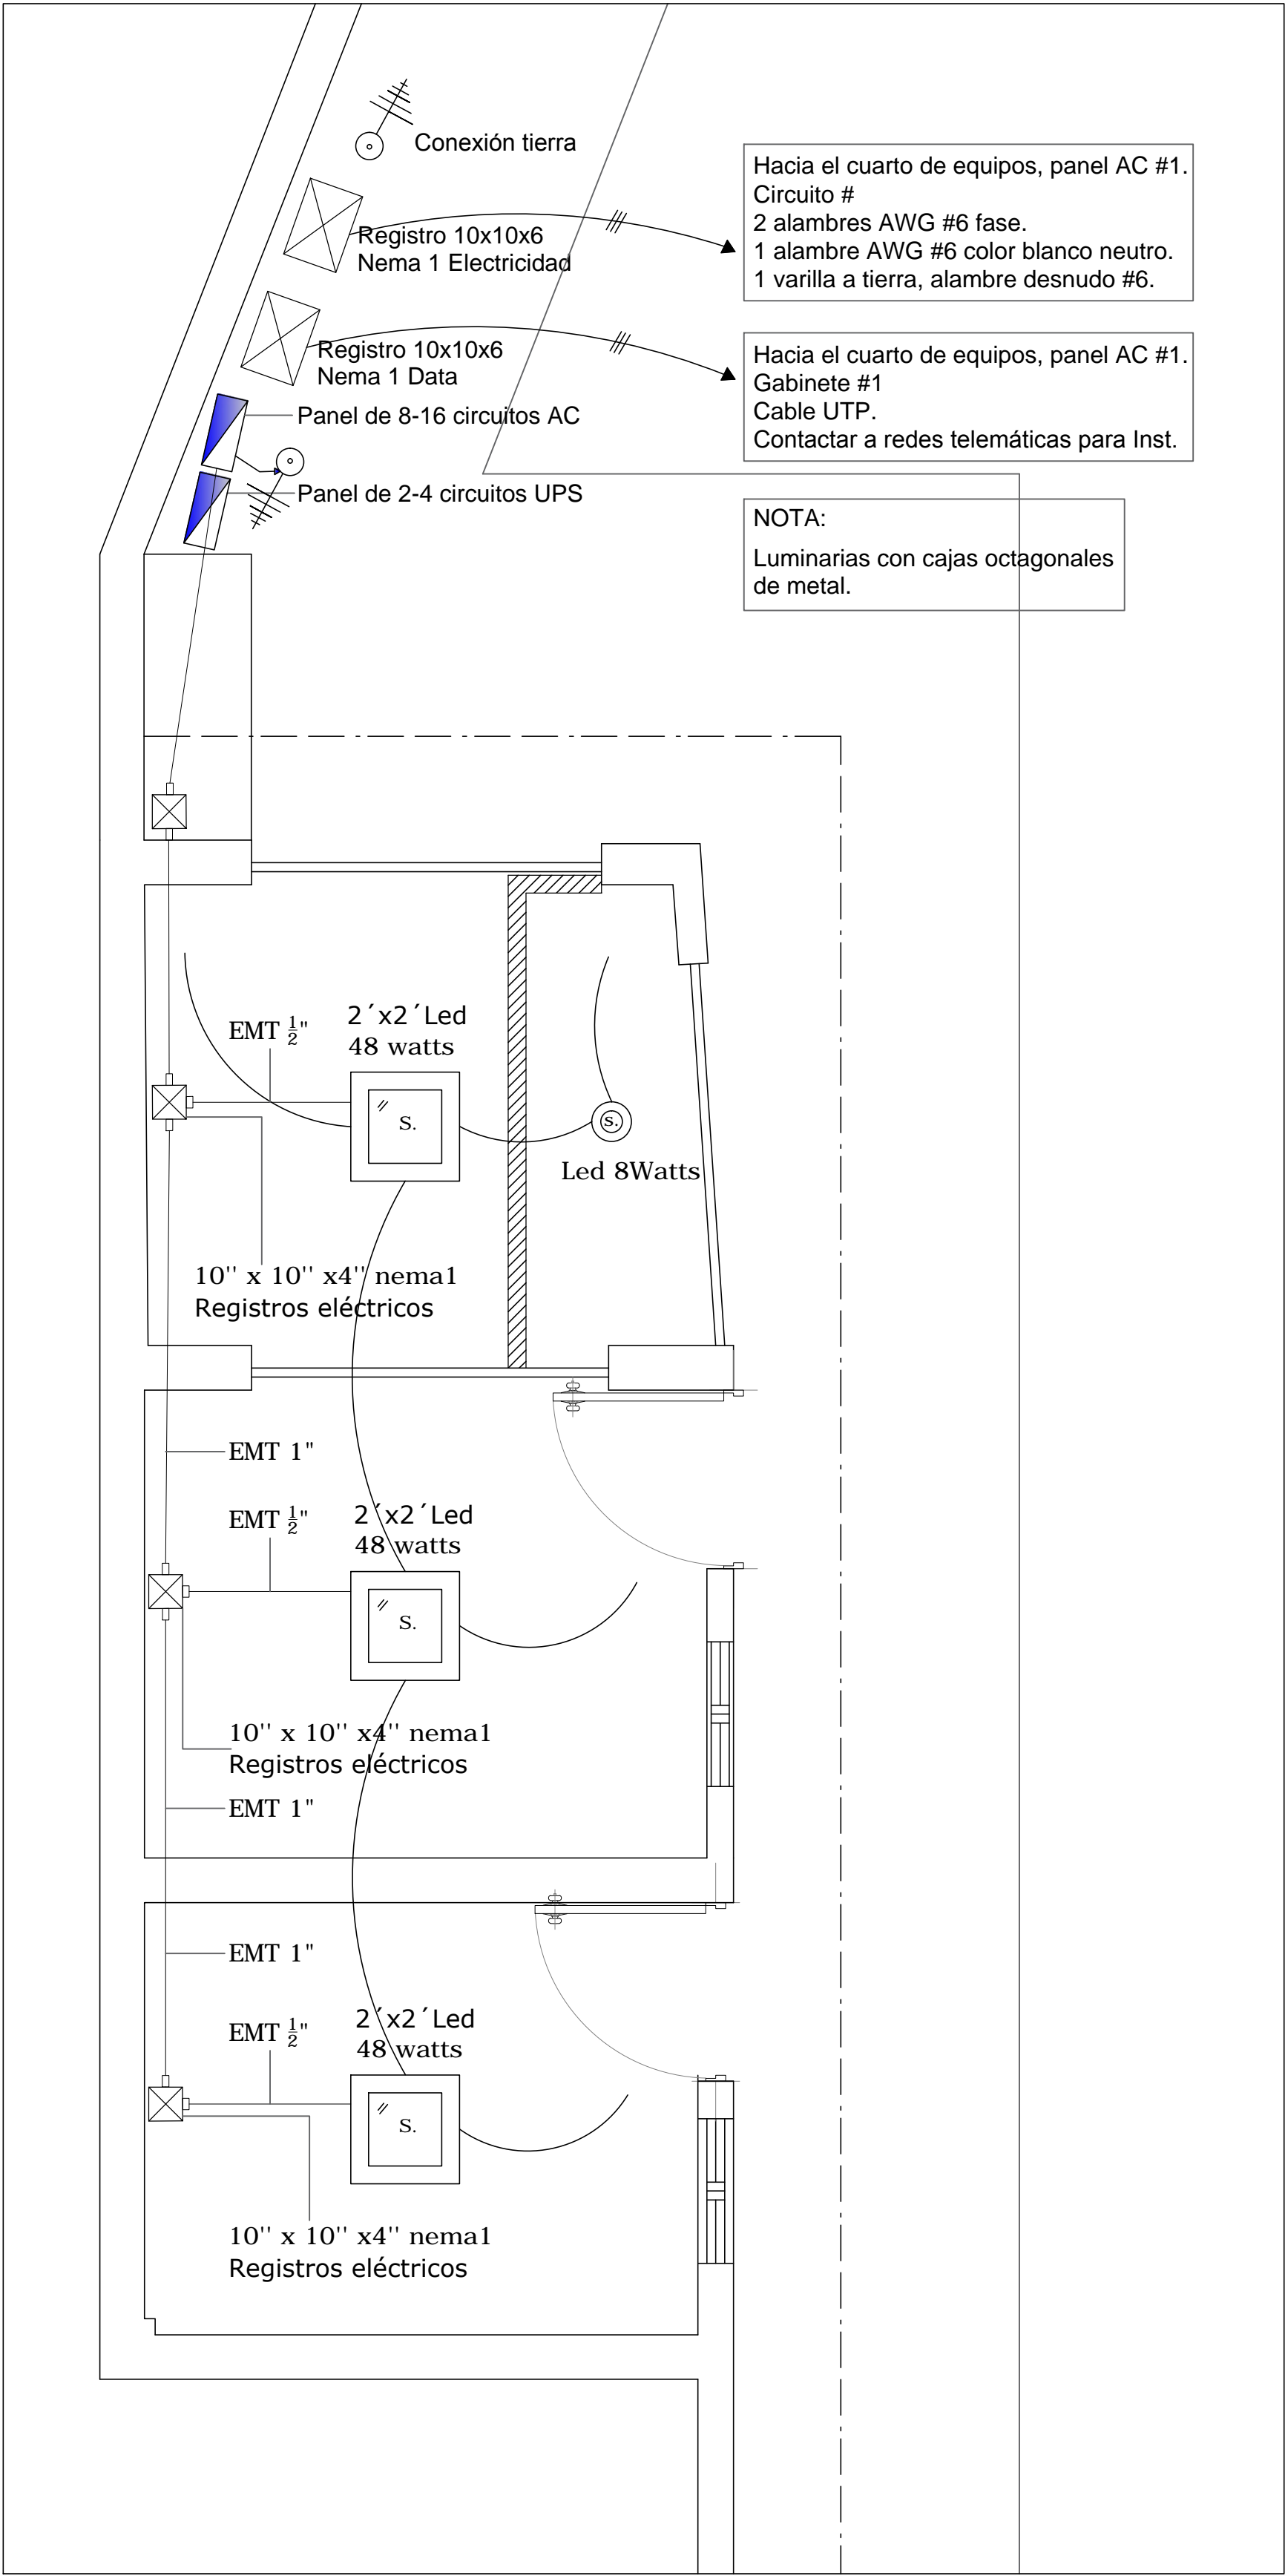 Conexión tierra
Hacia el cuarto de equipos, panel AC #1.
Circuito #
2 alambres AWG #6 fase.
1 alambre AWG #6 color blanco neutro.
1 varilla a tierra, alambre desnudo #6.
Registro 10x10x6
Nema 1 Electricidad
Registro 10x10x6
Nema 1 Data
Hacia el cuarto de equipos, panel AC #1.
Gabinete #1
Cable UTP.
Contactar a redes telemáticas para Inst.
Panel de 8-16 circuitos AC
Panel de 2-4 circuitos UPS
NOTA:
Luminarias con cajas octagonales
de metal.
EMT ½"
2´x2´Led
48 watts
S.
S.
Led 8Watts
10'' x 10'' x4'' nema1
Registros eléctricos
EMT 1"
EMT ½"
2´x2´Led
48 watts
S.
10'' x 10'' x4'' nema1
Registros eléctricos
EMT 1"
EMT 1"
EMT ½"
2´x2´Led
48 watts
S.
10'' x 10'' x4'' nema1
Registros eléctricos